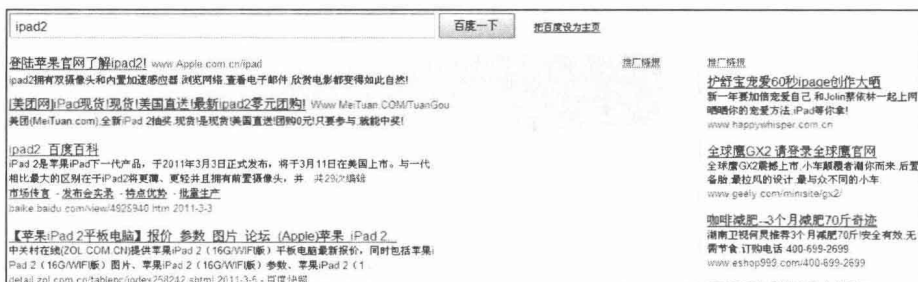 ipad2
百度一下
把百度设为主页
登陆苹果官网了解ipad2! www.Apple.com.cn/ipad
推广链接
ipad2拥有双摄像头和内置加速感应器 浏览网络 查看电子邮件 欣赏电影都变得如此自然!
[美团网]iPad现货!现货!美国直送!最新ipad2零元团购! Www.MeiTuan.COM/TuanGou
美团(MeiTuan.com).全新iPad 2抽奖.现货!是现货!美国直送!团购0元!只要参与.就能中奖!
ipad2_百度百科
iPad 2是苹果iPad下一代产品，于2011年3月3日正式发布，将于3月11日在美国上市。与一代
相比最大的区别在于iPad2将更薄、更轻并且拥有前置摄像头，并 共29次编辑
市场传言 - 发布会实录 - 特点优势 - 批量生产
baike.baidu.com/view/4925940.htm 2011-3-3
【苹果iPad 2平板电脑】报价_参数_图片_论坛_(Apple)苹果 iPad 2...
中关村在线(ZOL.COM.CN)提供苹果iPad 2（16G/WIFI版）平板电脑最新报价，同时包括苹果i
Pad 2（16G/WIFI版）图片、苹果iPad 2（16G/WIFI版）参数、苹果iPad 2（1
detail.zol.com.cn/tablepc/index258242.shtml 2011-3-5 - 百度快照
推广链接
护舒宝宠爱60秒ipage创作大晒
新一年要加倍宠爱自己 和Jolin蔡依林一起上网
晒晒你的宠爱方法.iPad等你拿!
www.happywhisper.com.cn
全球鹰GX2 请登录全球鹰官网
全球鹰GX2震撼上市.小车颠覆者潮你而来.后置
备胎.最拉风的设计.最与众不同的小车
www.geely.com/minisite/gx2/
咖啡减肥--3个月减肥70斤奇迹
湖南卫视何炅推荐3个月减肥70斤!安全有效.无
需节食 订购电话 400-699-2699
www.eshop999.com/400-699-2699